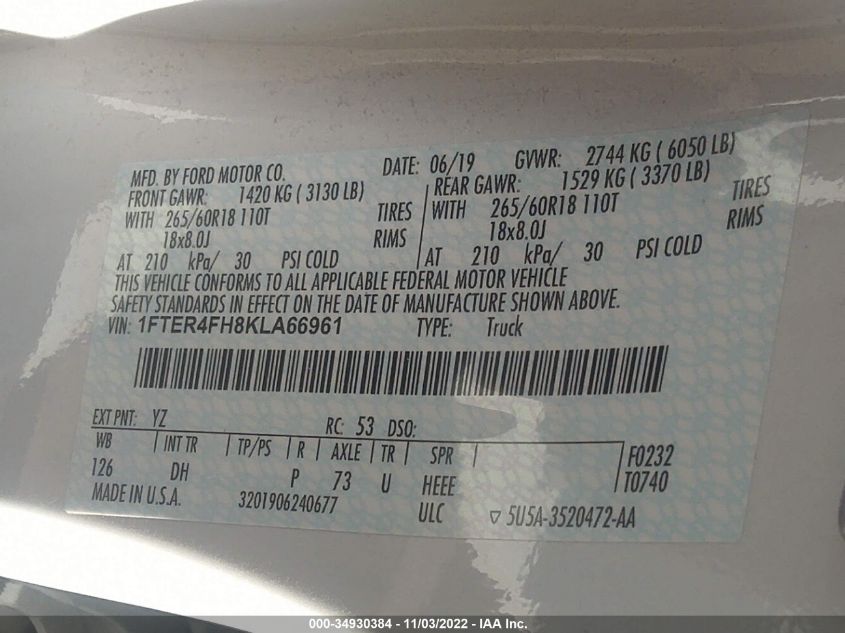 MFD. BY FORD MOTOR CO. DATE: 06/19 GVWR: 2744 KG ( 6050 LB)
FRONT GAWR: 1420 KG ( 3130 LB) REAR GAWR: 1529 KG ( 3370 LB)
WITH 265/60R18 110T TIRES WITH 265/60R18 110T TIRES
18x8.0J RIMS 18x8.0J RIMS
AT 210 kPa/ 30 PSI COLD AT 210 kPa/ 30 PSI COLD
THIS VEHICLE CONFORMS TO ALL APPLICABLE FEDERAL MOTOR VEHICLE
SAFETY STANDARDS IN EFFECT ON THE DATE OF MANUFACTURE SHOWN ABOVE.
VIN: 1FTER4FH8KLA66961 TYPE: Truck
EXT PNT: YZ RC: 53 DSO:
WB INT TR TP/PS R AXLE TR SPR F0232
126 DH P 73 U HEEE T0740
MADE IN U.S.A. 3201906240677 ULC ▽ 5U5A-3520472-AA
000-34930384 - 11/03/2022 - IAA Inc.